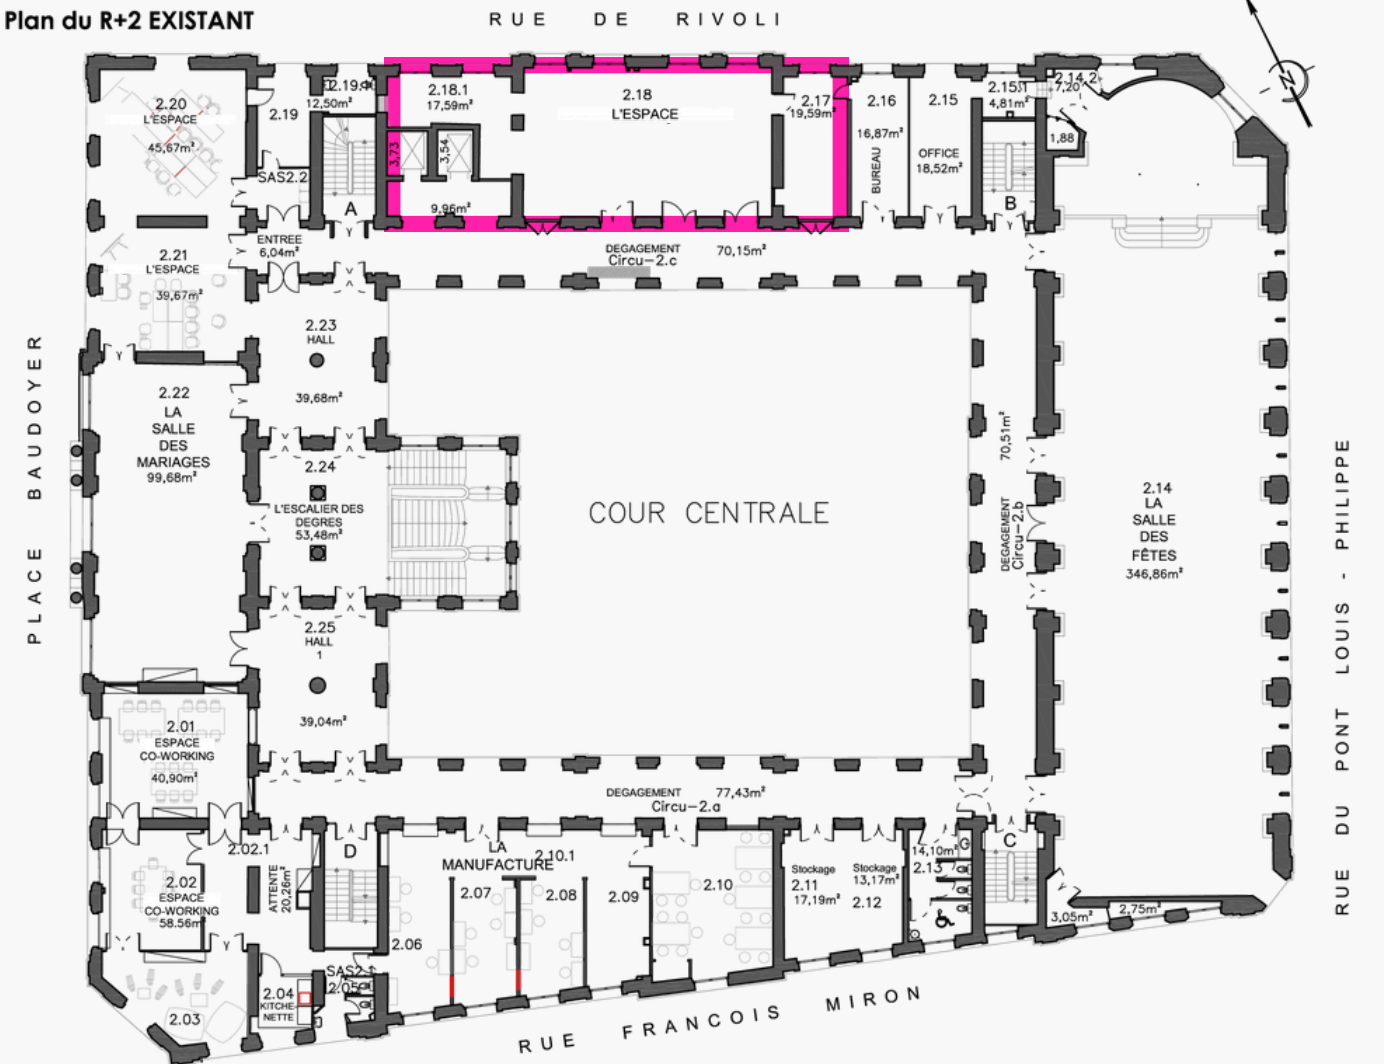 Plan du R+2 EXISTANT
RUE DE RIVOLI
N
2.20
L'ESPACE
45,67m²
2.19
2.19.1
12,50m²
SAS2.2
A
2.18.1
17,59m²
3,73
3,54
9,96m²
2.18
L'ESPACE
2.17
19,59m²
2.16
16,87m²
BUREAU
2.15
OFFICE
18,52m²
2.15.1
4,81m²
B
2.14.2
7,20
1,88
2.21
L'ESPACE
39,67m²
ENTREE
6,04m²
DEGAGEMENT 70,15m²
Circu-2.c
2.23
HALL
39,68m²
2.22
LA
SALLE
DES
MARIAGES
99,68m²
PLACE BAUDOYER
2.24
L'ESCALIER DES
DEGRES
53,48m²
COUR CENTRALE
70,51m²
DEGAGEMENT
Circu-2.b
2.14
LA
SALLE
DES
FÊTES
346,86m²
RUE DU PONT LOUIS - PHILIPPE
2.25
HALL
1
39,04m²
2.01
ESPACE
CO-WORKING
40,90m²
DEGAGEMENT 77,43m²
Circu-2.a
2.02.1
ATTENTE
20,26m²
D
2.02
ESPACE
CO-WORKING
58.56m²
2.03
2.04
KITCHE-
NETTE
SAS2.1
2.05
2.06
LA
MANUFACTURE
2.10.1
2.07
2.08
2.09
2.10
Stockage
2.11
17,19m²
Stockage
13,17m²
2.12
14,10m²
2.13
C
3,05m²
2,75m²
RUE FRANCOIS MIRON